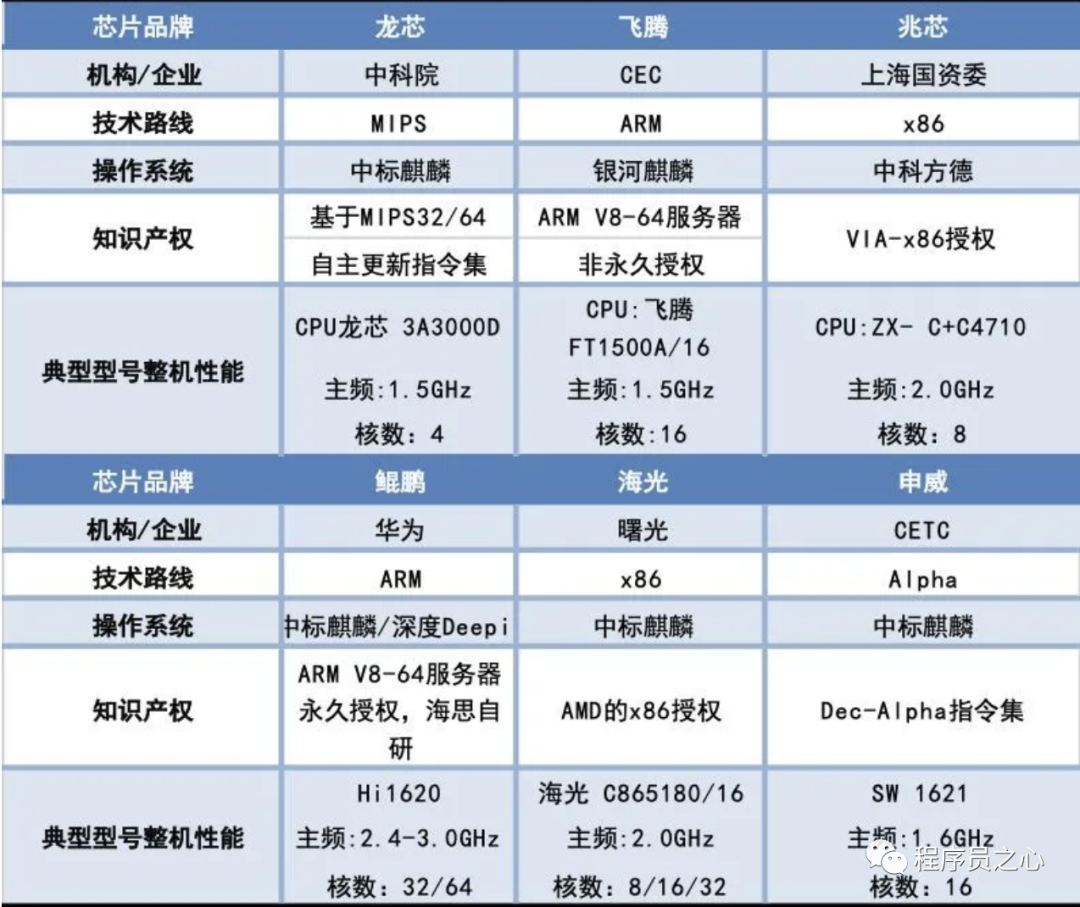 芯片品牌 龙芯 飞腾 兆芯
机构/企业 中科院 CEC 上海国资委
技术路线 MIPS ARM x86
操作系统 中标麒麟 银河麒麟 中科方德
知识产权 基于MIPS32/64 ARM V8-64服务器 VIA-x86授权
自主更新指令集 非永久授权
典型型号整机性能 CPU龙芯 3A3000D CPU:飞腾 CPU:ZX- C+C4710
FT1500A/16
主频:1.5GHz 主频:1.5GHz 主频:2.0GHz
核数: 4 核数:16 核数: 8
芯片品牌 鲲鹏 海光 申威
机构/企业 华为 曙光 CETC
技术路线 ARM x86 Alpha
操作系统 中标麒麟/深度Deepi 中标麒麟 中标麒麟
知识产权 ARM V8-64服务器 AMD的x86授权 Dec-Alpha指令集
永久授权，海思自
研
典型型号整机性能 Hi1620 海光 C865180/16 SW 1621
主频:2.4-3.0GHz 主频:2.0GHz 主频:1.6GHz
核数: 32/64 核数: 8/16/32 核数: 16
程序员之心